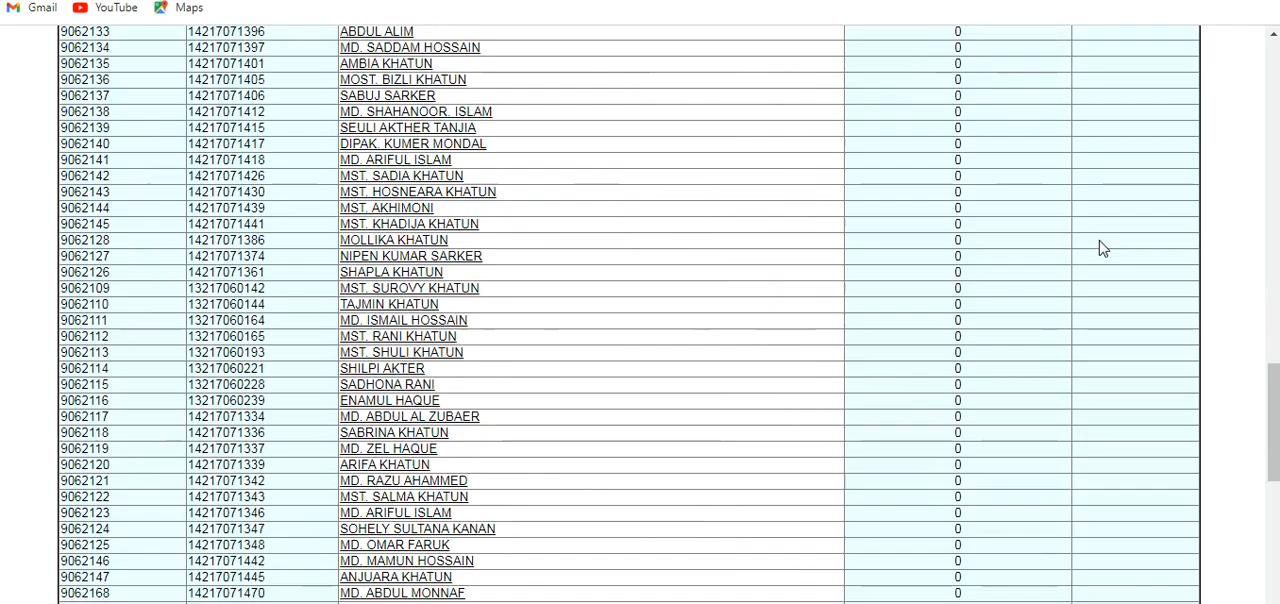 Gmail YouTube Maps
9062133 14217071396 ABDUL ALIM 0
9062134 14217071397 MD. SADDAM HOSSAIN 0
9062135 14217071401 AMBIA KHATUN 0
9062136 14217071405 MOST. BIZLI KHATUN 0
9062137 14217071406 SABUJ SARKER 0
9062138 14217071412 MD. SHAHANOOR. ISLAM 0
9062139 14217071415 SEULI AKTHER TANJIA 0
9062140 14217071417 DIPAK. KUMER MONDAL 0
9062141 14217071418 MD. ARIFUL ISLAM 0
9062142 14217071426 MST. SADIA KHATUN 0
9062143 14217071430 MST. HOSNEARA KHATUN 0
9062144 14217071439 MST. AKHIMONI 0
9062145 14217071441 MST. KHADIJA KHATUN 0
9062128 14217071386 MOLLIKA KHATUN 0
9062127 14217071374 NIPEN KUMAR SARKER 0
9062126 14217071361 SHAPLA KHATUN 0
9062109 13217060142 MST. SUROVY KHATUN 0
9062110 13217060144 TAJMIN KHATUN 0
9062111 13217060164 MD. ISMAIL HOSSAIN 0
9062112 13217060165 MST. RANI KHATUN 0
9062113 13217060193 MST. SHULI KHATUN 0
9062114 13217060221 SHILPI AKTER 0
9062115 13217060228 SADHONA RANI 0
9062116 13217060239 ENAMUL HAQUE 0
9062117 14217071334 MD. ABDUL AL ZUBAER 0
9062118 14217071336 SABRINA KHATUN 0
9062119 14217071337 MD. ZEL HAQUE 0
9062120 14217071339 ARIFA KHATUN 0
9062121 14217071342 MD. RAZU AHAMMED 0
9062122 14217071343 MST. SALMA KHATUN 0
9062123 14217071346 MD. ARIFUL ISLAM 0
9062124 14217071347 SOHELY SULTANA KANAN 0
9062125 14217071348 MD. OMAR FARUK 0
9062146 14217071442 MD. MAMUN HOSSAIN 0
9062147 14217071445 ANJUARA KHATUN 0
9062168 14217071470 MD. ABDUL MONNAF 0